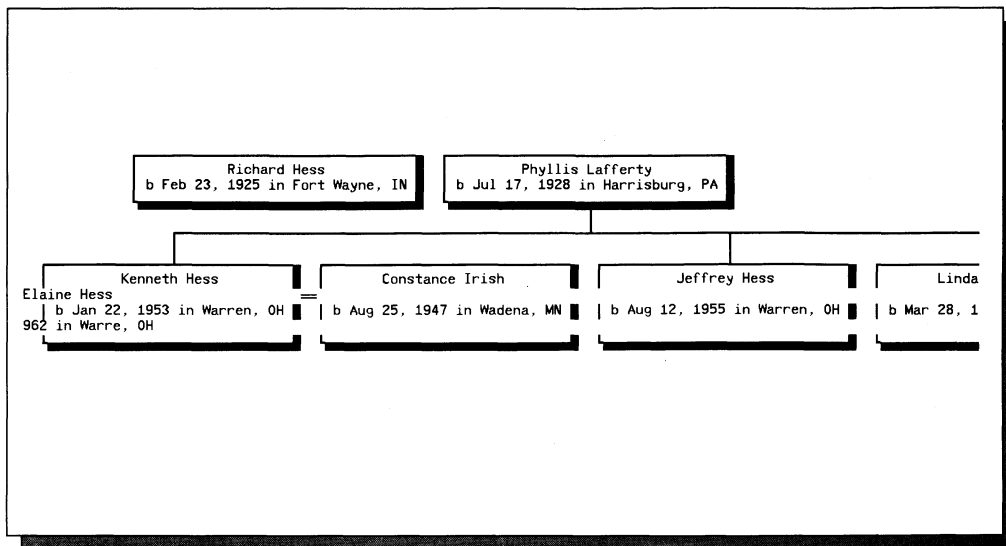 Richard Hess
b Feb 23, 1925 in Fort Wayne, IN
Phyllis Lafferty
b Jul 17, 1928 in Harrisburg, PA
Kenneth Hess
Constance Irish
Jeffrey Hess
Linda
Elaine Hess
b Jan 22, 1953 in Warren, OH
b Aug 25, 1947 in Wadena, MN
b Aug 12, 1955 in Warren, OH
b Mar 28, 1
962 in Warre, OH